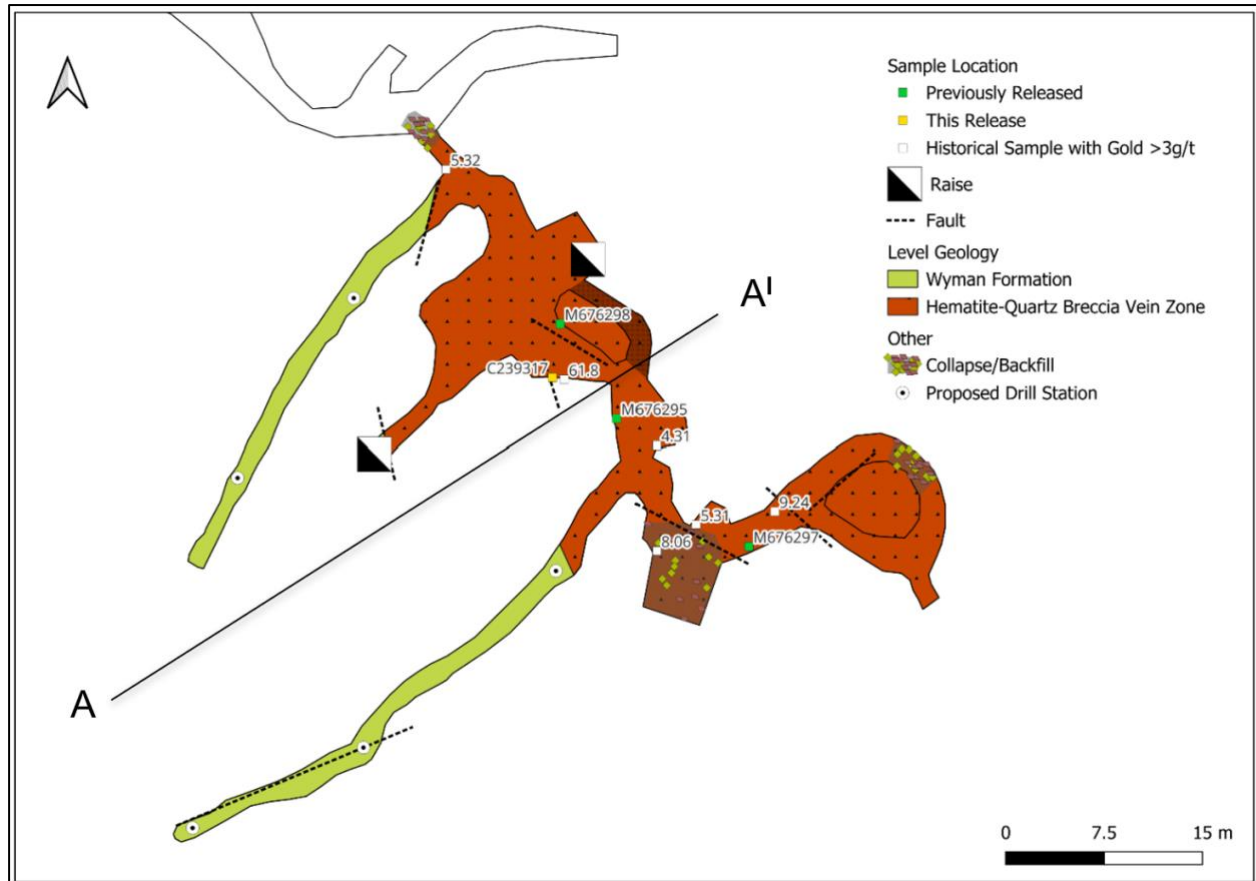 Sample Location
Previously Released
This Release
Historical Sample with Gold >3g/t
Raise
Fault
Level Geology
Wyman Formation
Hematite-Quartz Breccia Vein Zone
Other
Collapse/Backfill
Proposed Drill Station
5.32
A'
M676298
C239317
61.8
M676295
4.31
9.24
5.31
M676297
8.06
A
0 7.5 15 m